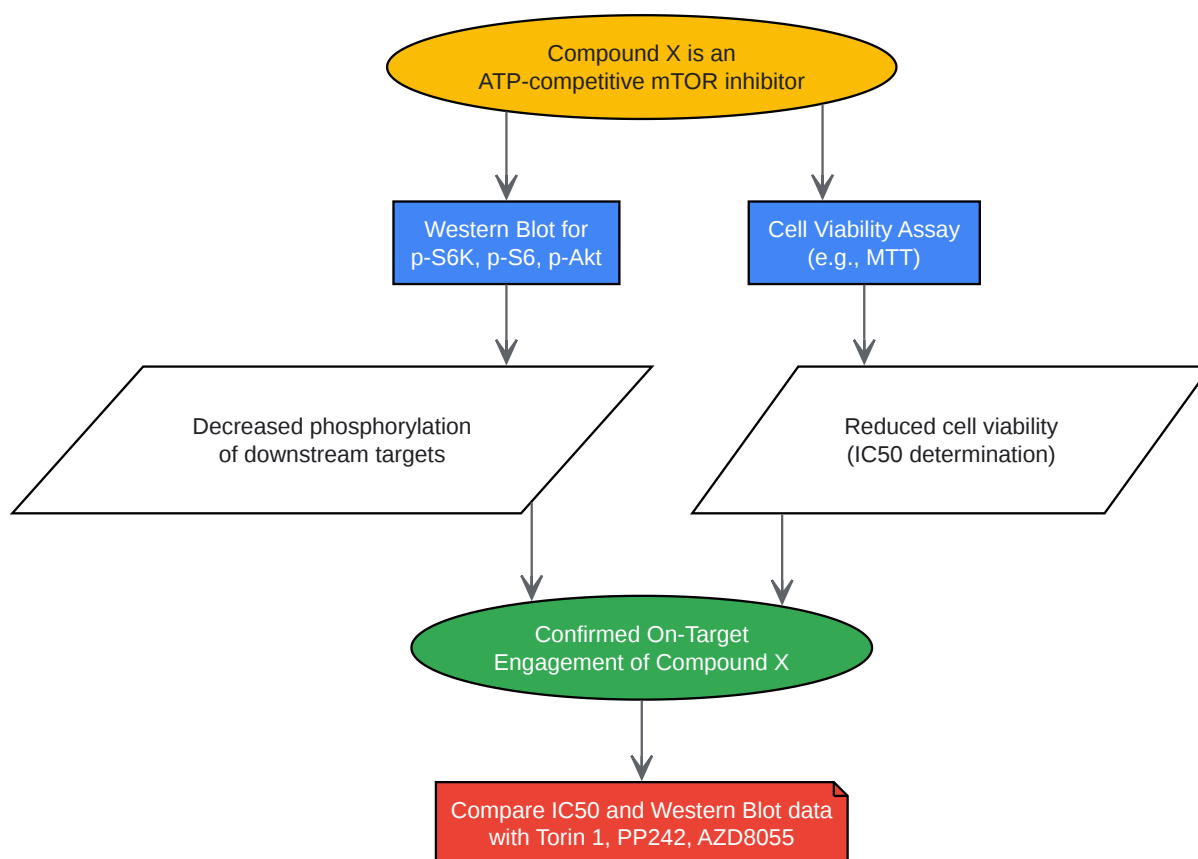 Compound X is an
ATP-competitive mTOR inhibitor
Western Blot for
p-S6K, p-S6, p-Akt
Cell Viability Assay
(e.g., MTT)
Decreased phosphorylation
of downstream targets
Reduced cell viability
(IC50 determination)
Confirmed On-Target
Engagement of Compound X
Compare IC50 and Western Blot data
with Torin 1, PP242, AZD8055